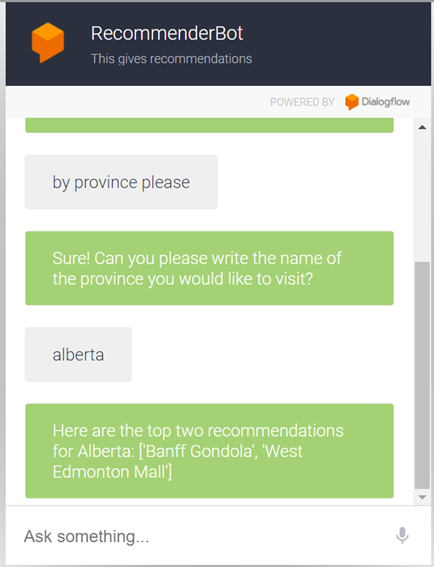 RecommenderBot
This gives recommendations
POWERED BY Dialogflow
by province please
Sure! Can you please write the name of
the province you would like to visit?
alberta
Here are the top two recommendations
for Alberta: ['Banff Gondola', 'West
Edmonton Mall']
Ask something...